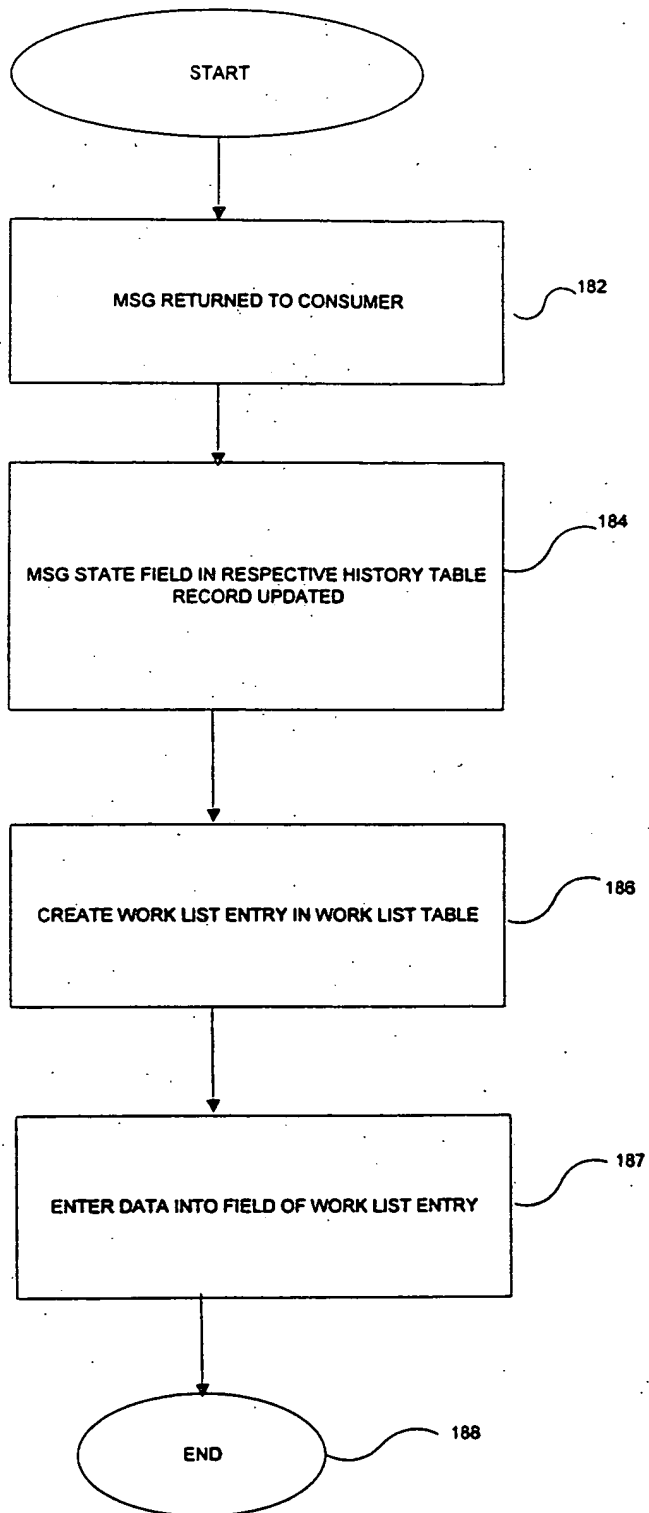 START
MSG RETURNED TO CONSUMER
182
MSG STATE FIELD IN RESPECTIVE HISTORY TABLE
RECORD UPDATED
184
CREATE WORK LIST ENTRY IN WORK LIST TABLE
186
ENTER DATA INTO FIELD OF WORK LIST ENTRY
187
END
188